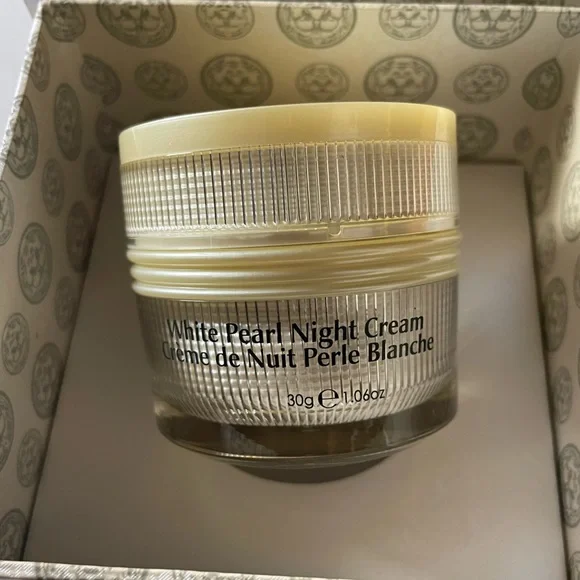 White Pearl Night Cream
Crème de Nuit Perle Blanche
30g ℮ 1.06oz